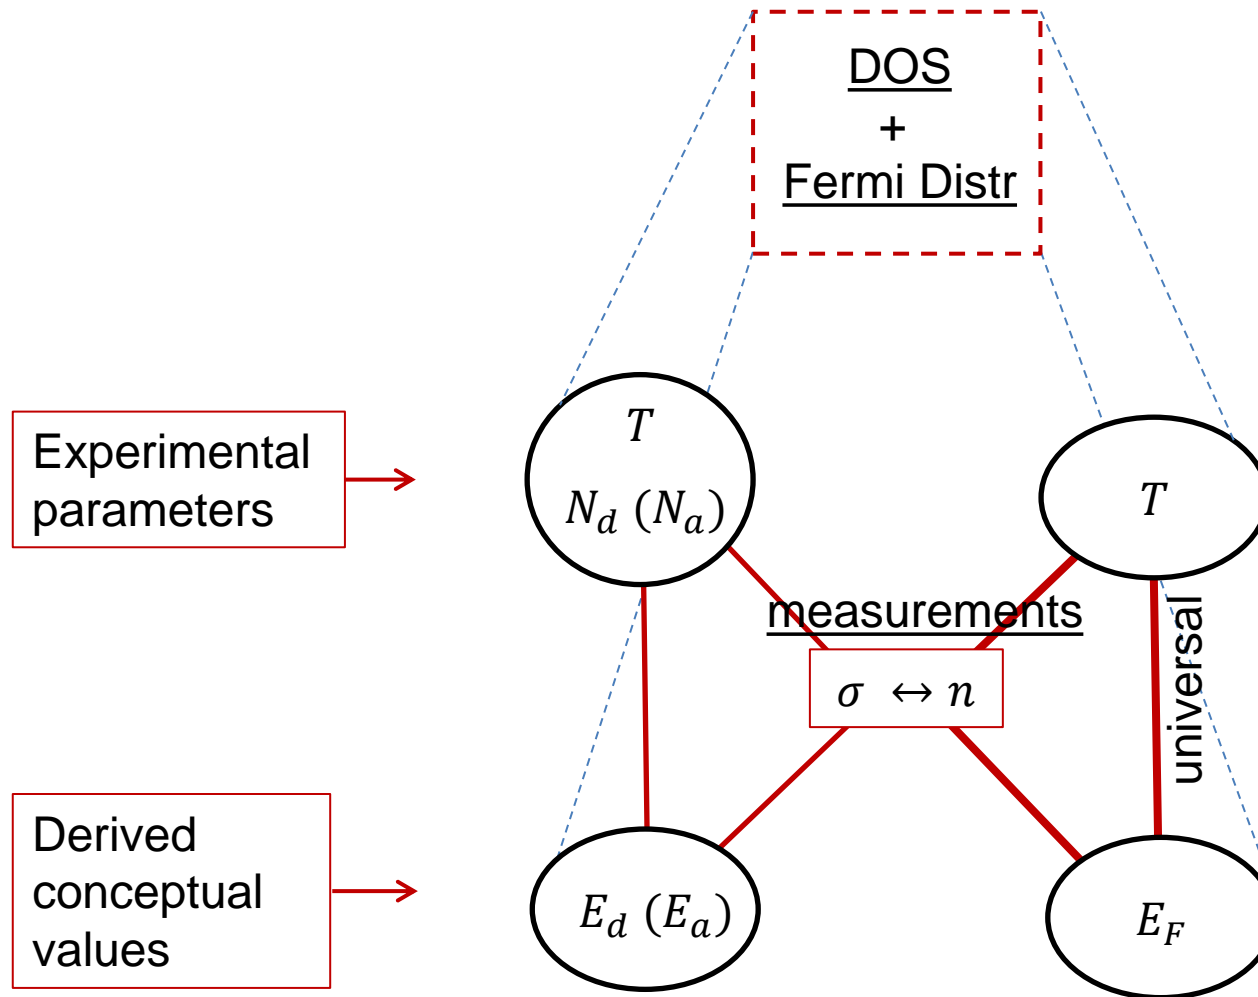 DOS
+
Fermi Distr
Experimental
parameters
T
N_d (N_a)
T
measurements
σ ↔ n
universal
Derived
conceptual
values
E_d (E_a)
E_F